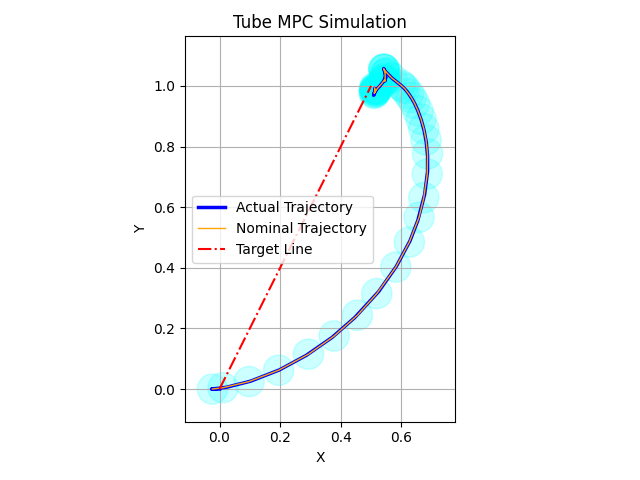 Tube MPC Simulation
1.0
0.8
0.6
0.4
0.2
0.0
Y
Actual Trajectory
Nominal Trajectory
Target Line
0.0 0.2 0.4 0.6
X